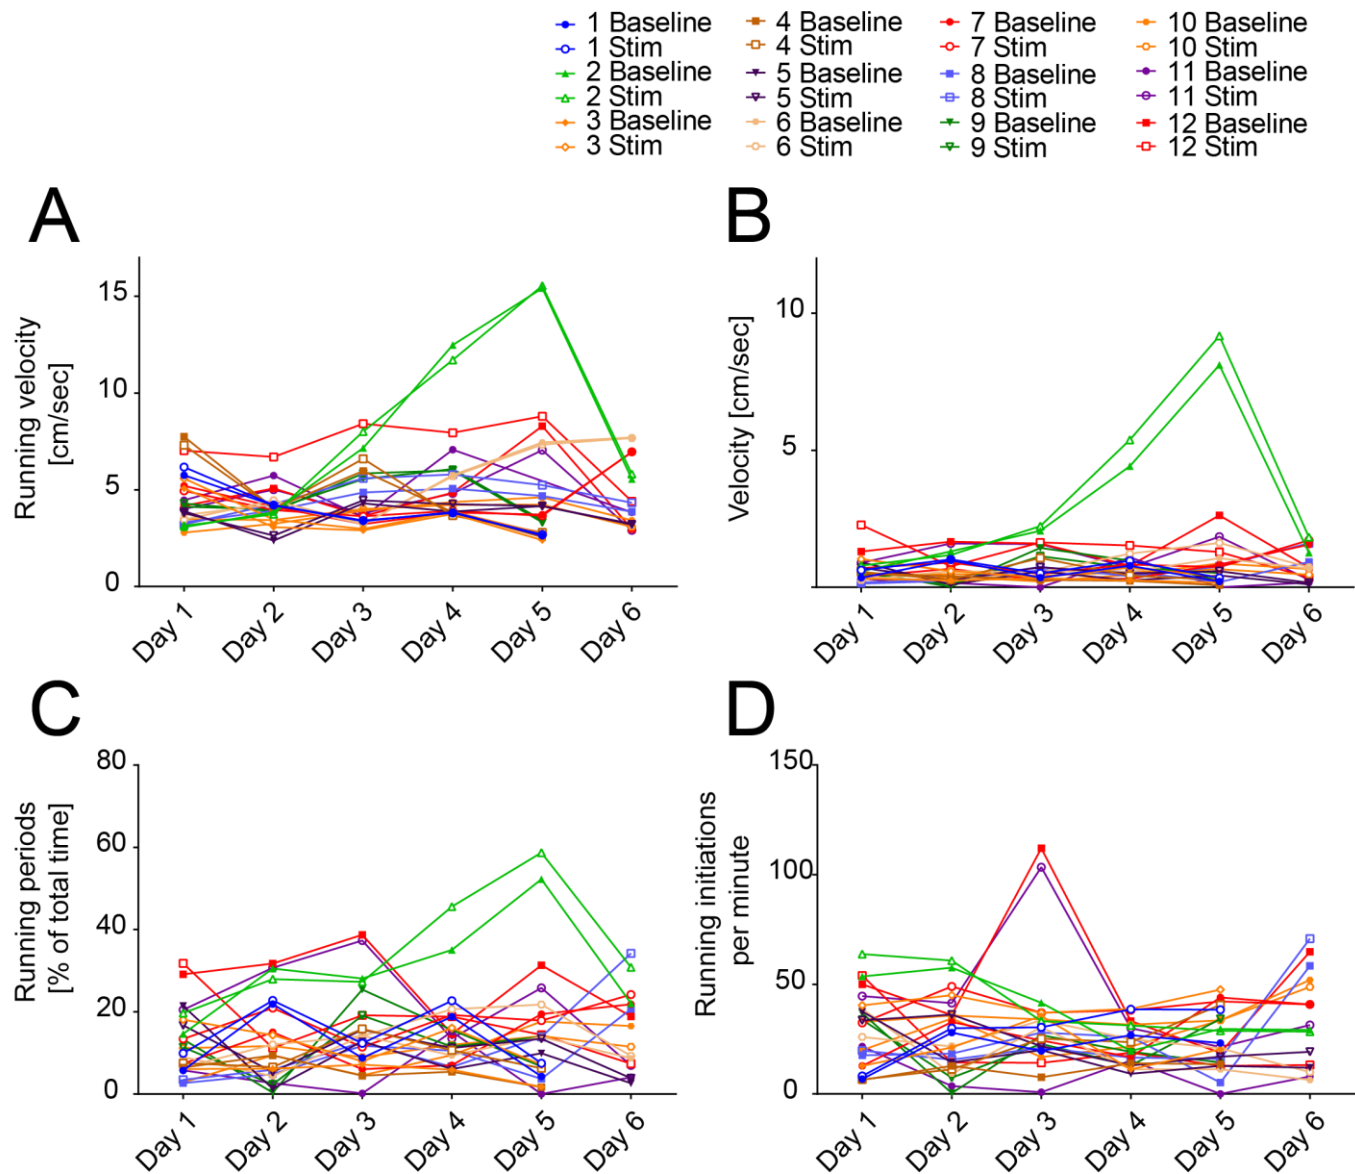 1 Baseline
1 Stim
2 Baseline
2 Stim
3 Baseline
3 Stim
4 Baseline
4 Stim
5 Baseline
5 Stim
6 Baseline
6 Stim
7 Baseline
7 Stim
8 Baseline
8 Stim
9 Baseline
9 Stim
10 Baseline
10 Stim
11 Baseline
11 Stim
12 Baseline
12 Stim
A
Running velocity
[cm/sec]
15
10
5
0
Day 1
Day 2
Day 3
Day 4
Day 5
Day 6
B
Velocity [cm/sec]
10
5
Day 1
Day 2
Day 3
Day 4
Day 5
Day 6
C
Running periods
[% of total time]
80
60
40
20
0
Day 1
Day 2
Day 3
Day 4
Day 5
Day 6
D
Running initiations
per minute
150
100
50
0
Day 1
Day 2
Day 3
Day 4
Day 5
Day 6